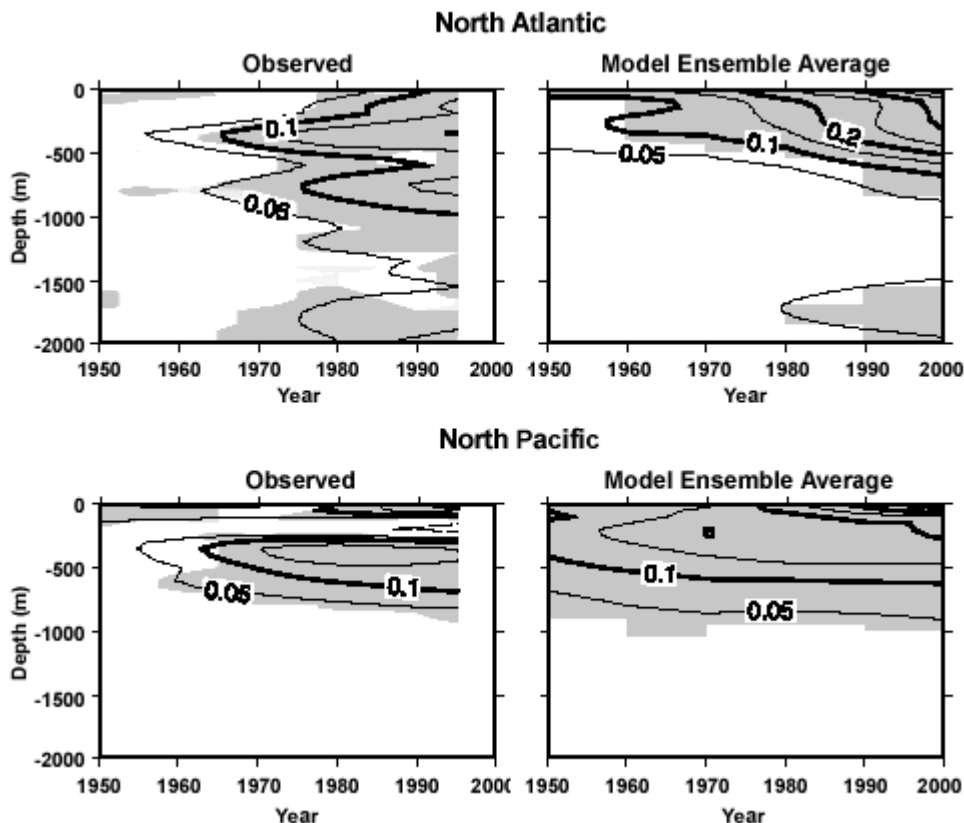 North Atlantic
Observed
Model Ensemble Average
0
-500
-1000
-1500
-2000
Depth (m)
0.1
0.05
0.05
0.1
0.2
1950 1960 1970 1980 1990 2000
1950 1960 1970 1980 1990 2000
Year
Year
North Pacific
Observed
Model Ensemble Average
0
-500
-1000
-1500
-2000
Depth (m)
0.05
0.1
0.1
0.05
1950 1960 1970 1980 1990 200
1950 1960 1970 1980 1990 2000
Year
Year